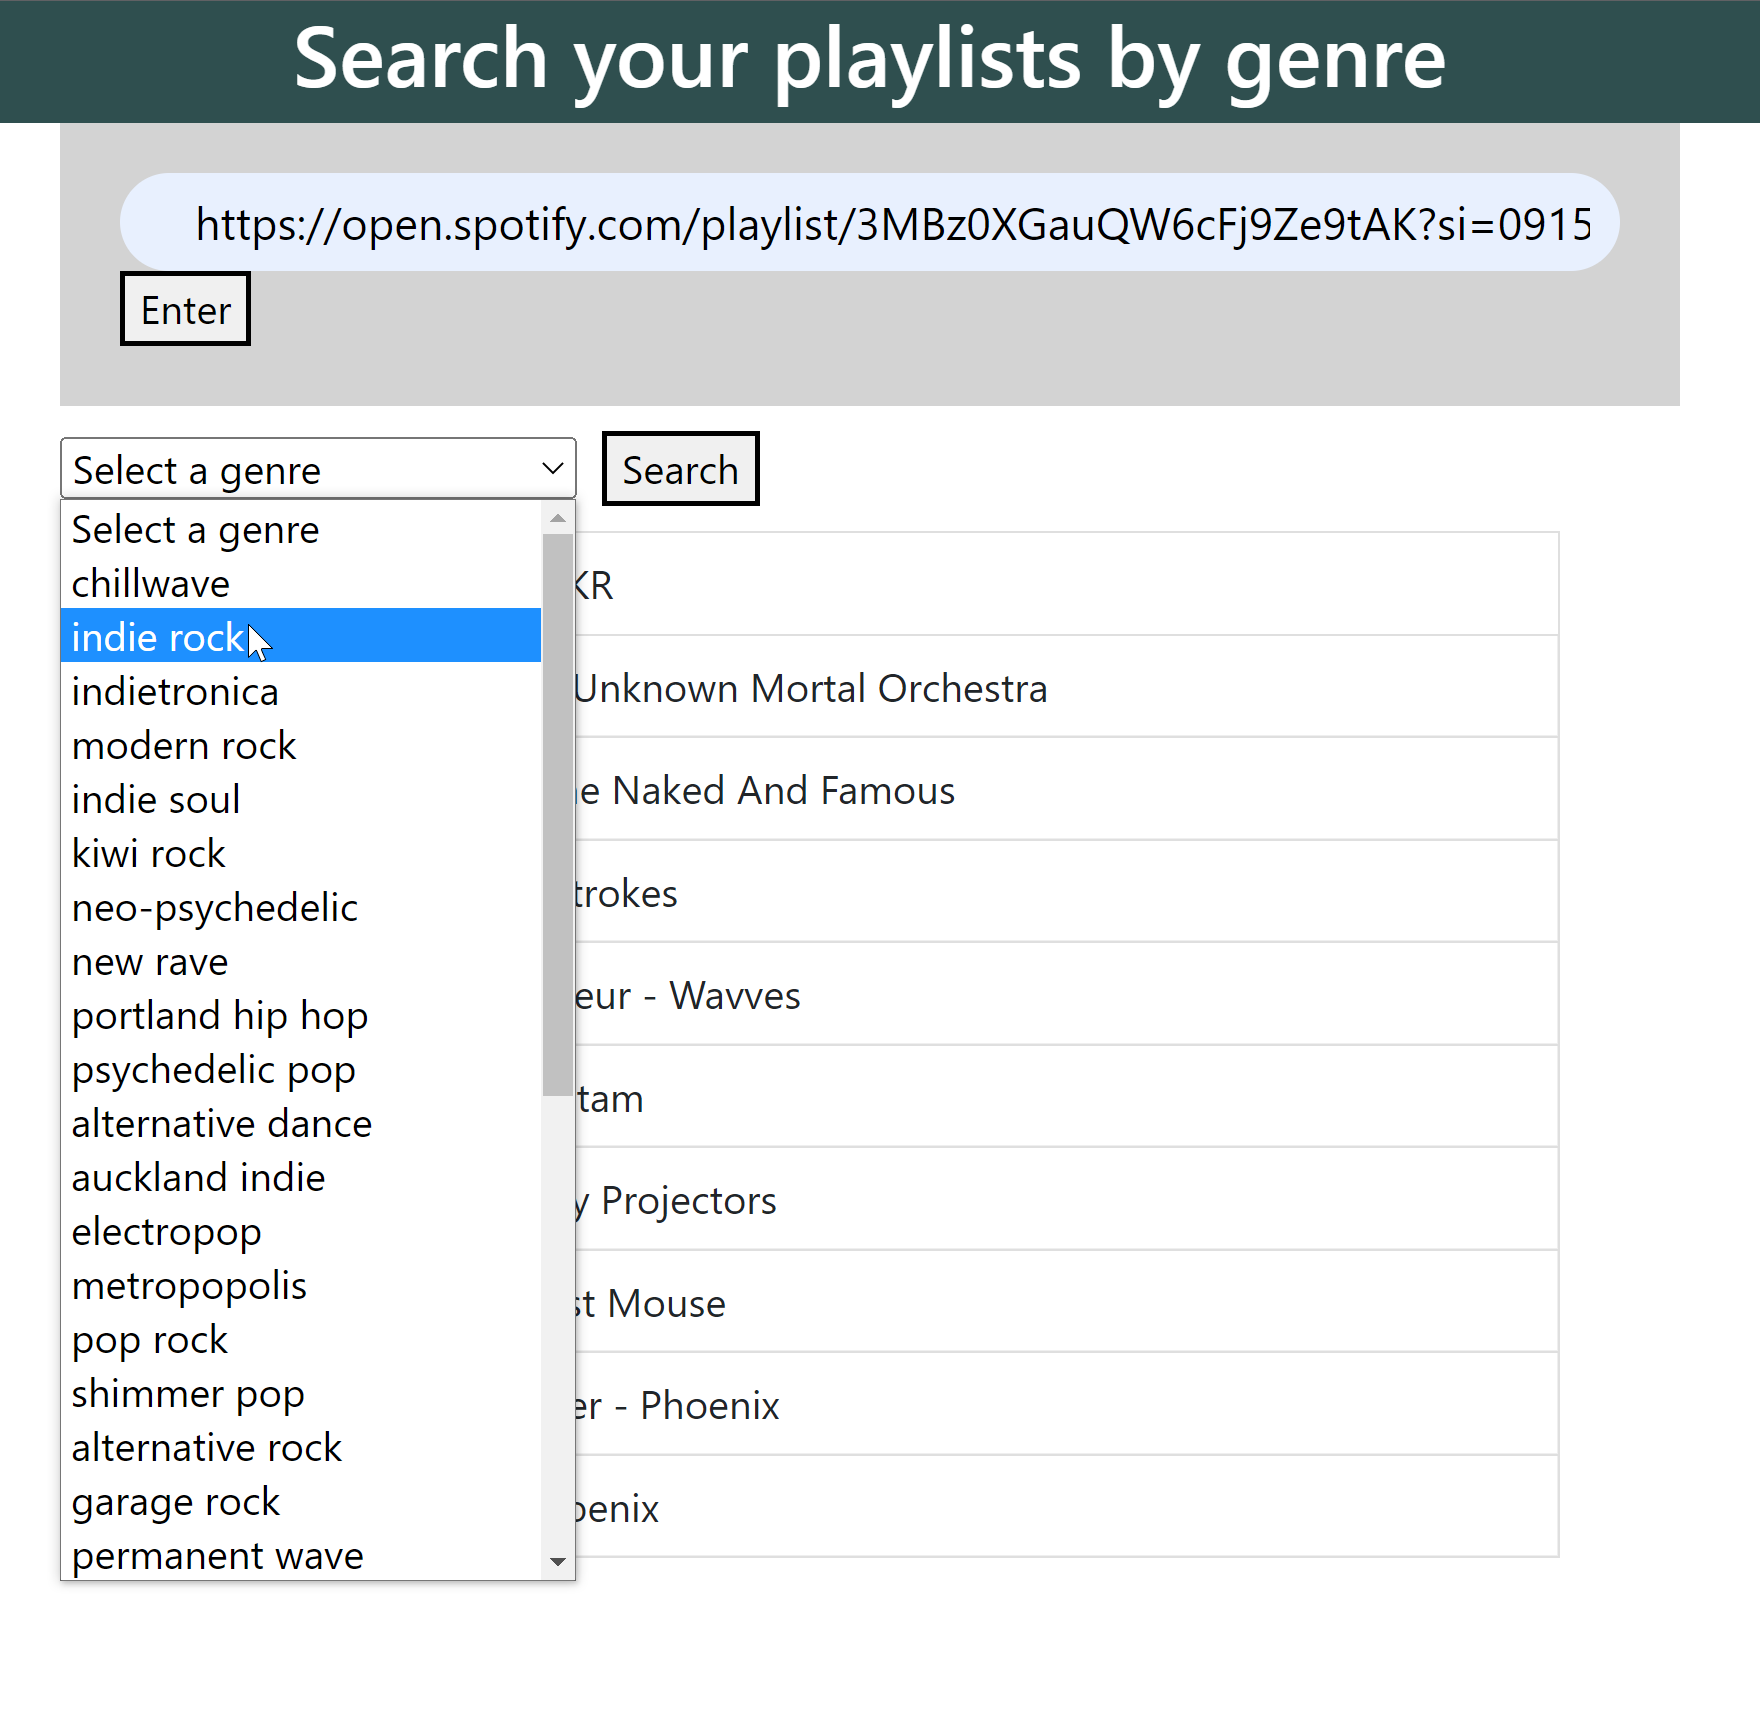 Search your playlists by genre
https://open.spotify.com/playlist/3MBz0XGauQW6cFj9Ze9tAK?si=0915
Enter
Select a genre
Search
Select a genre
chillwave
indie rock
indietronica
modern rock
indie soul
kiwi rock
neo-psychedelic
new rave
portland hip hop
psychedelic pop
alternative dance
auckland indie
electropop
metropopolis
pop rock
shimmer pop
alternative rock
garage rock
permanent wave
KR
Unknown Mortal Orchestra
e Naked And Famous
trokes
eur - Wavves
tam
y Projectors
st Mouse
er - Phoenix
oenix